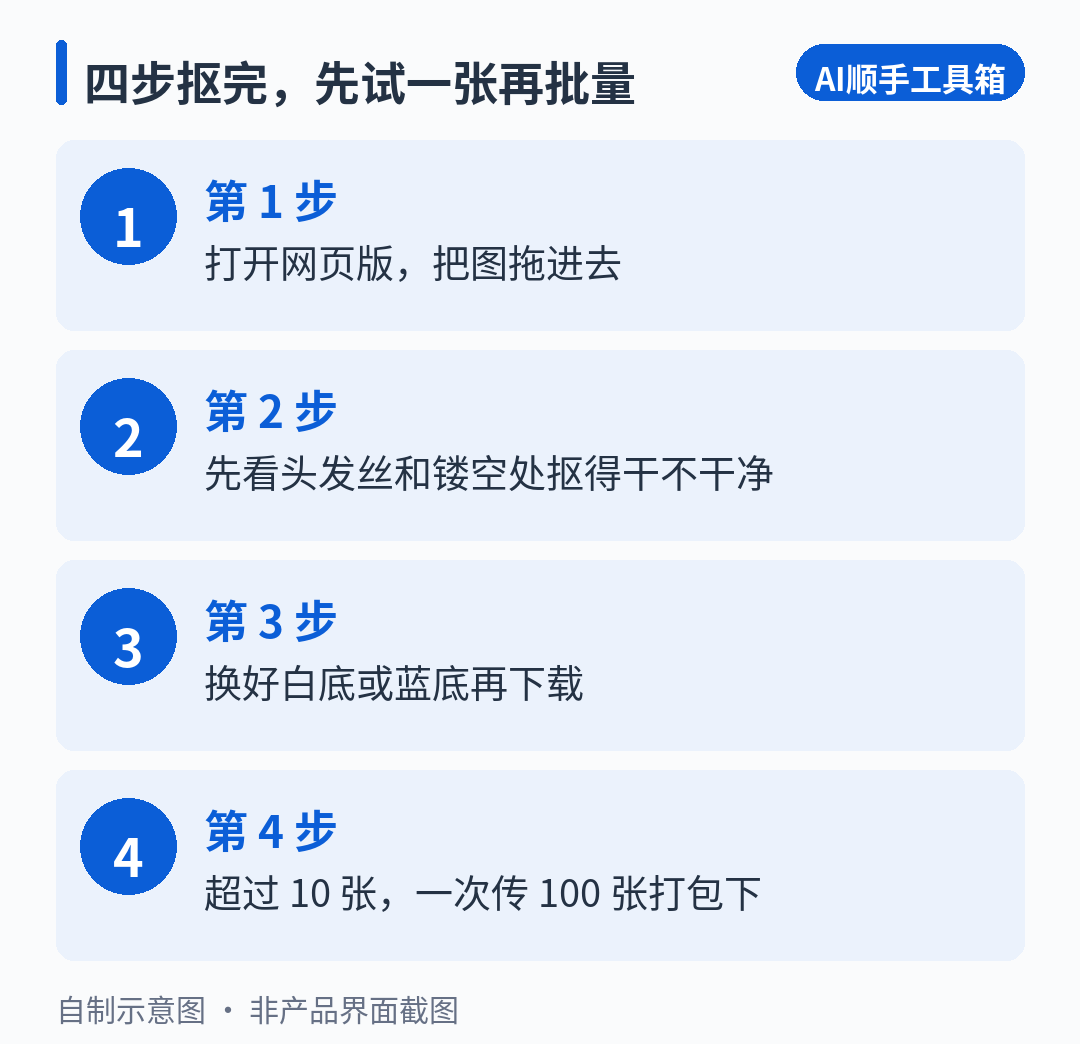 四步抠完，先试一张再批量
AI顺手工具箱
1
第 1 步
打开网页版，把图拖进去
2
第 2 步
先看头发丝和镂空处抠得干不干净
3
第 3 步
换好白底或蓝底再下载
4
第 4 步
超过 10 张，一次传 100 张打包下
自制示意图 · 非产品界面截图